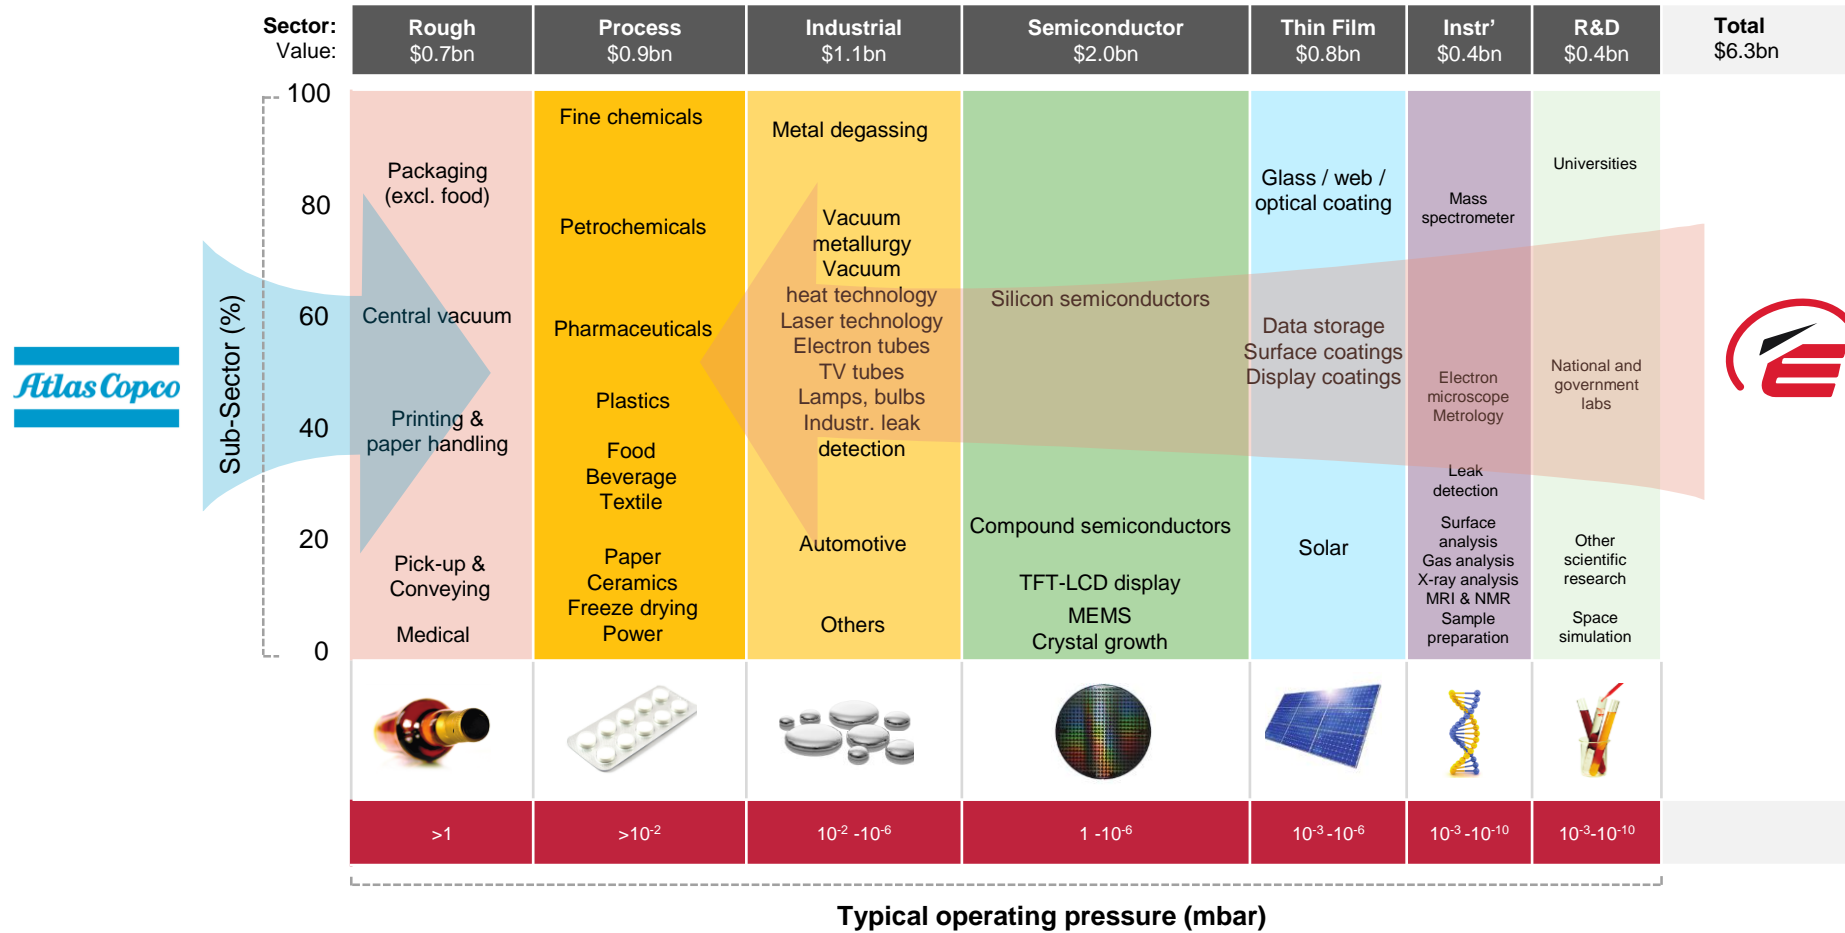 Sector:
Value:
Rough
$0.7bn
Process
$0.9bn
Industrial
$1.1bn
Semiconductor
$2.0bn
Thin Film
$0.8bn
Instr’
$0.4bn
R&D
$0.4bn
Total
$6.3bn
Sub-Sector (%)
100
80
60
40
20
0
Atlas Copco
Packaging
(excl. food)
Central vacuum
Printing &
paper handling
Pick-up &
Conveying
Medical
Fine chemicals
Petrochemicals
Pharmaceuticals
Plastics
Food
Beverage
Textile
Paper
Ceramics
Freeze drying
Power
Metal degassing
Vacuum
metallurgy
Vacuum
heat technology
Laser technology
Electron tubes
TV tubes
Lamps, bulbs
Industr. leak
detection
Automotive
Others
Silicon semiconductors
Compound semiconductors
TFT-LCD display
MEMS
Crystal growth
Glass / web /
optical coating
Data storage
Surface coatings
Display coatings
Solar
Mass
spectrometer
Electron
microscope
Metrology
Leak
detection
Surface
analysis
Gas analysis
X-ray analysis
MRI & NMR
Sample
preparation
Universities
National and
government
labs
Other
scientific
research
Space
simulation
>1
>10⁻²
10⁻² -10⁻⁶
1 -10⁻⁶
10⁻³ -10⁻⁶
10⁻³ -10⁻¹⁰
10⁻³-10⁻¹⁰
Typical operating pressure (mbar)